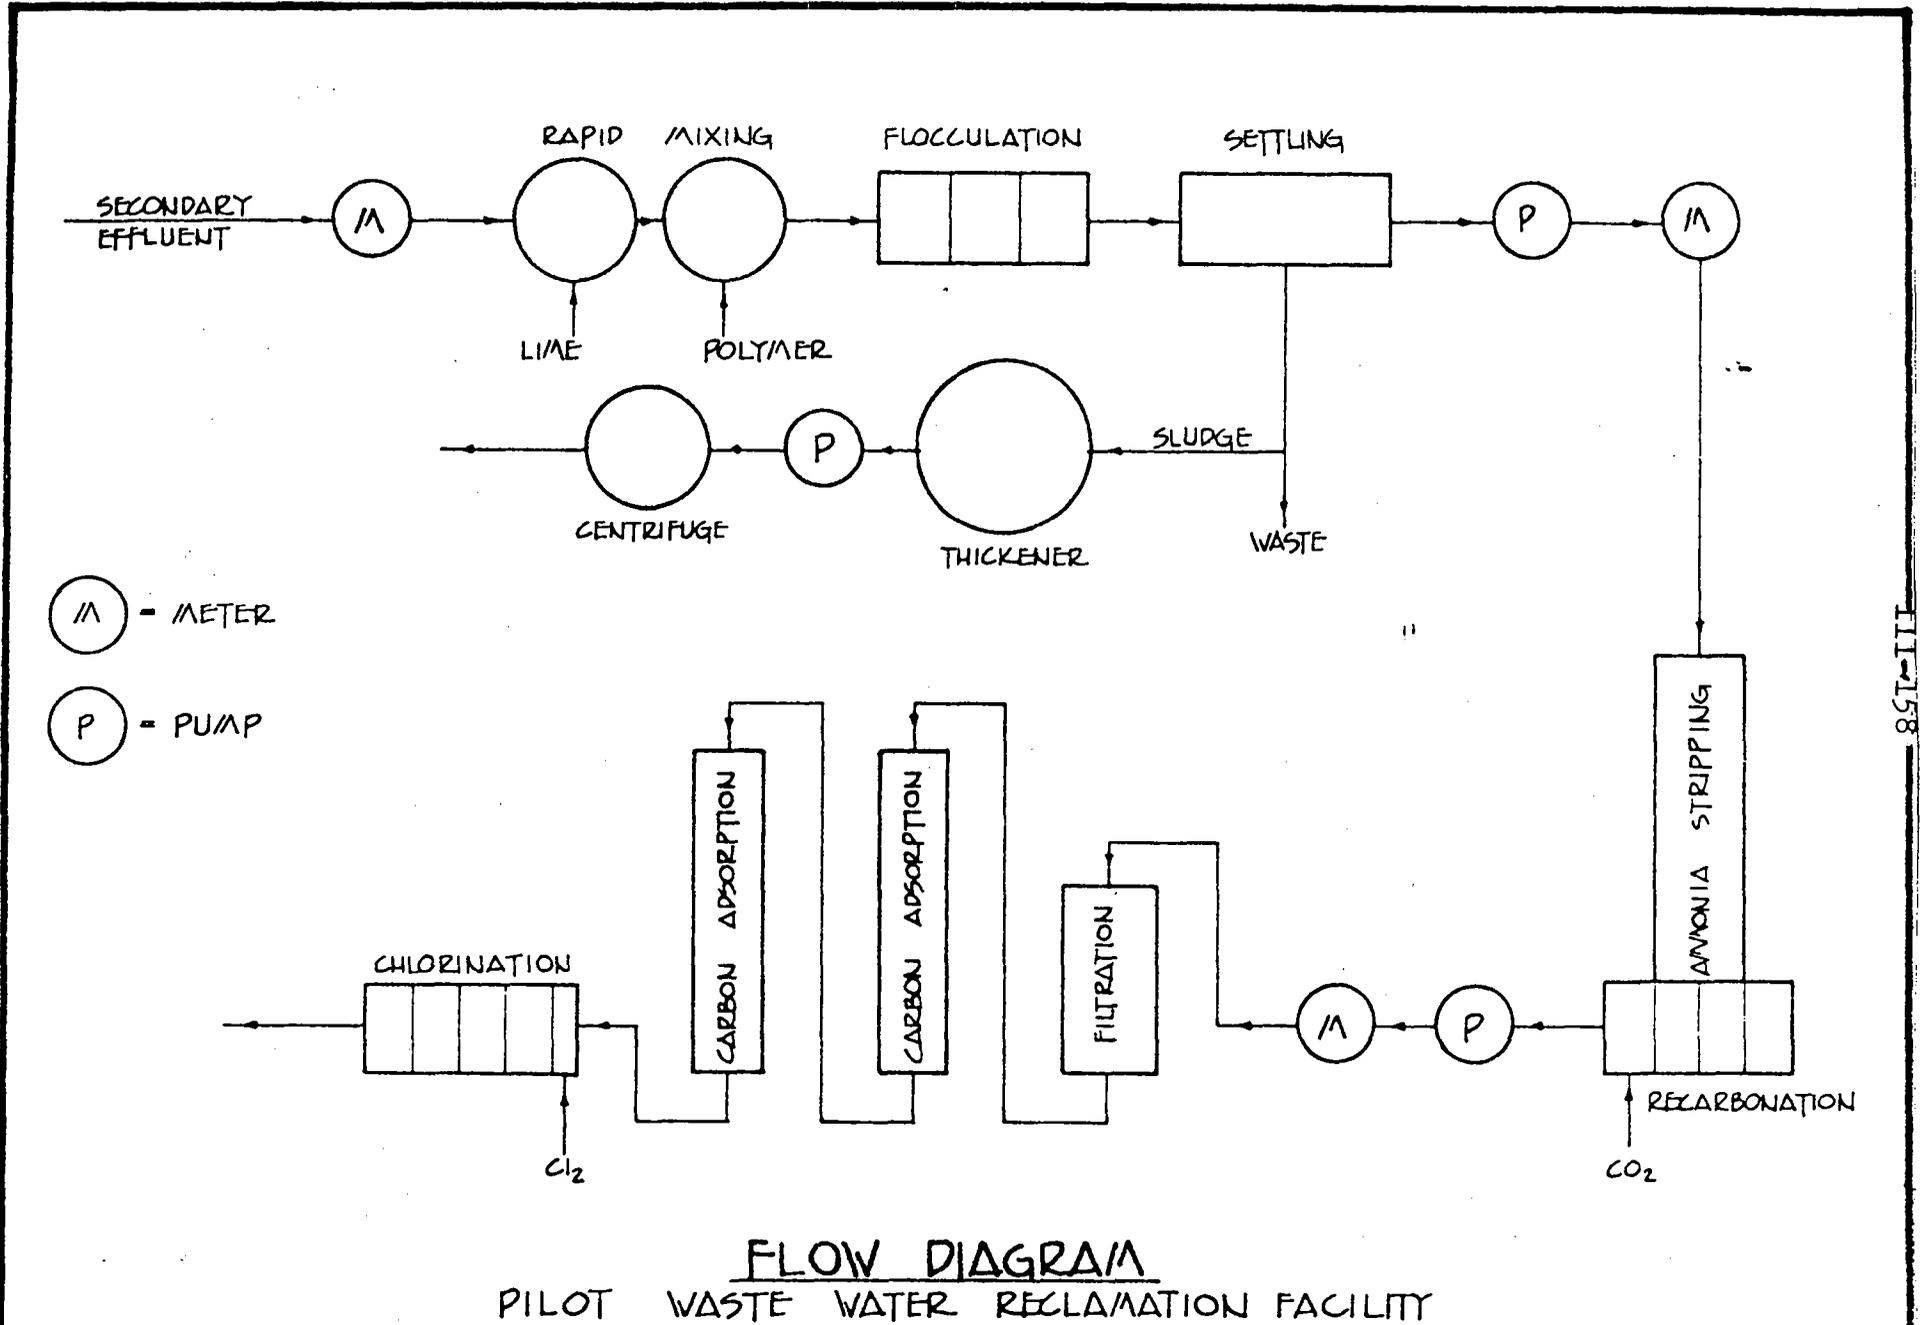 RAPID MIXING
FLOCCULATION
SETTLING
SECONDARY
EFFLUENT
M
P
M
LIME
POLYMER
SLUDGE
P
CENTRIFUGE
THICKENER
WASTE
M = METER
P = PUMP
III-158
AMMONIA STRIPPING
CARBON ADSORPTION
CARBON ADSORPTION
FILTRATION
CHLORINATION
M
P
RECARBONATION
Cl₂
CO₂
FLOW DIAGRAM
PILOT WASTE WATER RECLAMATION FACILITY